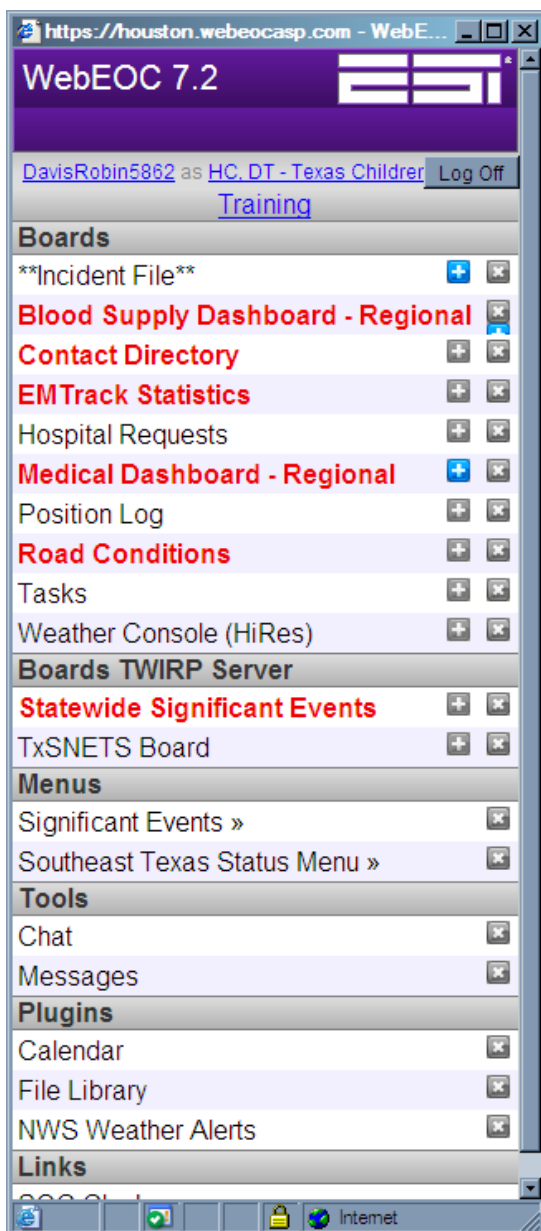 https://houston.webeocasp.com - WebE...
WebEOC 7.2
ESi
DavisRobin5862 as HC, DT - Texas Childrer Log Off
Training
Boards
**Incident File**
Blood Supply Dashboard - Regional
Contact Directory
EMTrack Statistics
Hospital Requests
Medical Dashboard - Regional
Position Log
Road Conditions
Tasks
Weather Console (HiRes)
Boards TWIRP Server
Statewide Significant Events
TxSNETS Board
Menus
Significant Events »
Southeast Texas Status Menu »
Tools
Chat
Messages
Plugins
Calendar
File Library
NWS Weather Alerts
Links
Internet